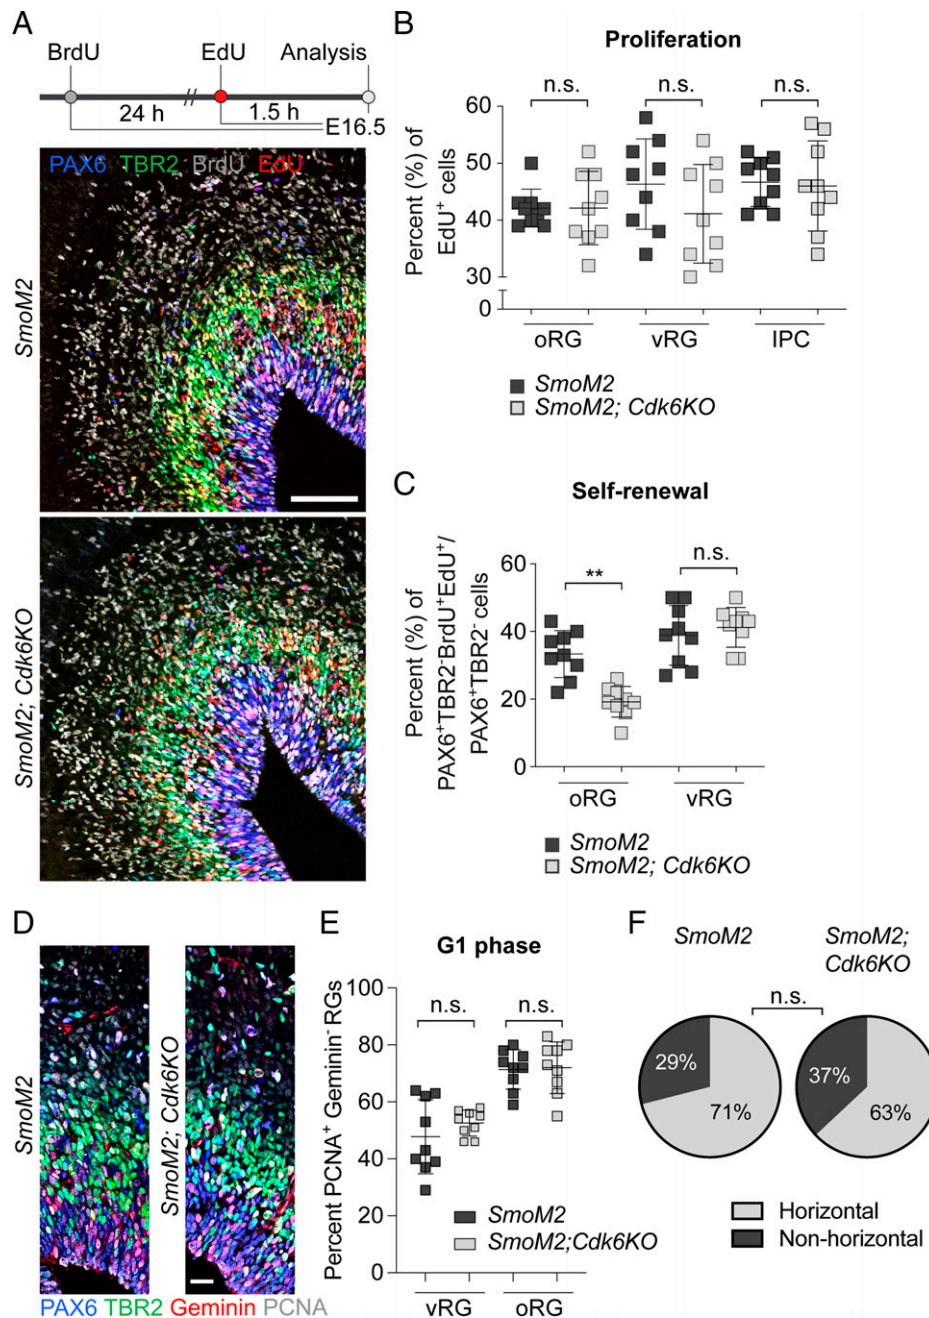 A
BrdU EdU Analysis
24 h 1.5 h
E16.5
PAX6 TBR2 BrdU EdU
SmoM2
SmoM2; Cdk6KO
B
Proliferation
Percent (%) of
EdU⁺ cells
n.s. n.s. n.s.
60
50
40
30
0
oRG vRG IPC
SmoM2
SmoM2; Cdk6KO
C
Self-renewal
Percent (%) of
PAX6⁺TBR2⁻BrdU⁺EdU⁺/
PAX6⁺TBR2⁻ cells
** n.s.
60
40
20
0
oRG vRG
SmoM2
SmoM2; Cdk6KO
D
SmoM2
SmoM2; Cdk6KO
PAX6 TBR2 Geminin PCNA
E
G1 phase
Percent PCNA⁺ Geminin⁻ RGs
n.s. n.s.
100
80
60
40
20
0
SmoM2
SmoM2;Cdk6KO
vRG oRG
F
SmoM2 SmoM2;
Cdk6KO
n.s.
29% 71% 37% 63%
Horizontal
Non-horizontal